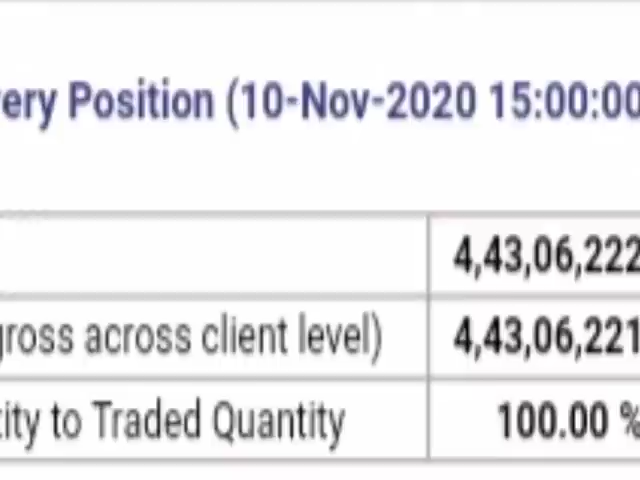 ery Position (10-Nov-2020 15:00:00
4,43,06,222
gross across client level) 4,43,06,221
tity to Traded Quantity 100.00 %